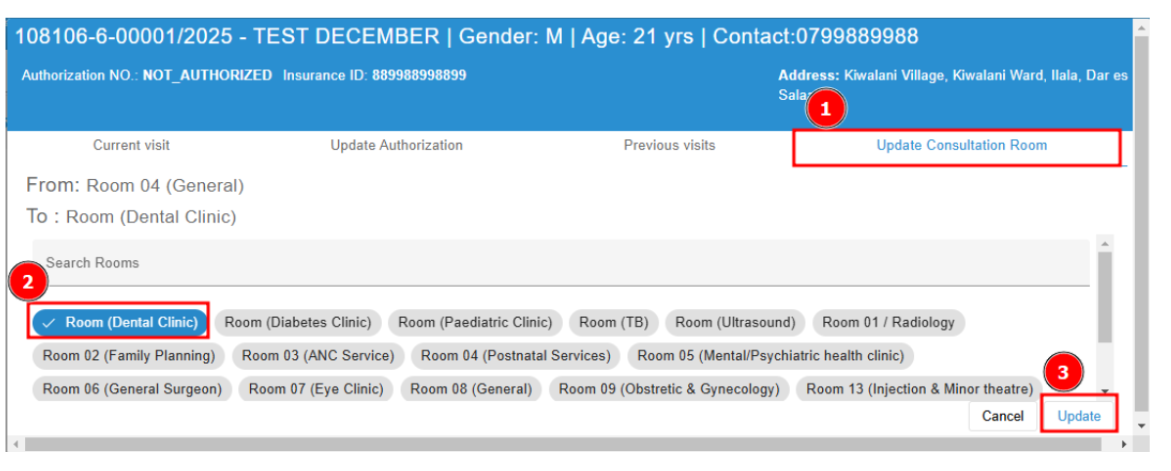 108106-6-00001/2025 - TEST DECEMBER | Gender: M | Age: 21 yrs | Contact:0799889988
Authorization NO.: NOT_AUTHORIZED Insurance ID: 889988998899
Address: Kiwalani Village, Kiwalani Ward, Ilala, Dar es
1
Current visit Update Authorization Previous visits Update Consultation Room
From: Room 04 (General)
To : Room (Dental Clinic)
Search Rooms
2
Room (Dental Clinic) Room (Diabetes Clinic) Room (Paediatric Clinic) Room (TB) Room (Ultrasound) Room 01 / Radiology
Room 02 (Family Planning) Room 03 (ANC Service) Room 04 (Postnatal Services) Room 05 (Mental/Psychiatric health clinic)
3
Room 06 (General Surgeon) Room 07 (Eye Clinic) Room 08 (General) Room 09 (Obstretic & Gynecology) Room 13 (Injection & Minor theatre)
Cancel Update